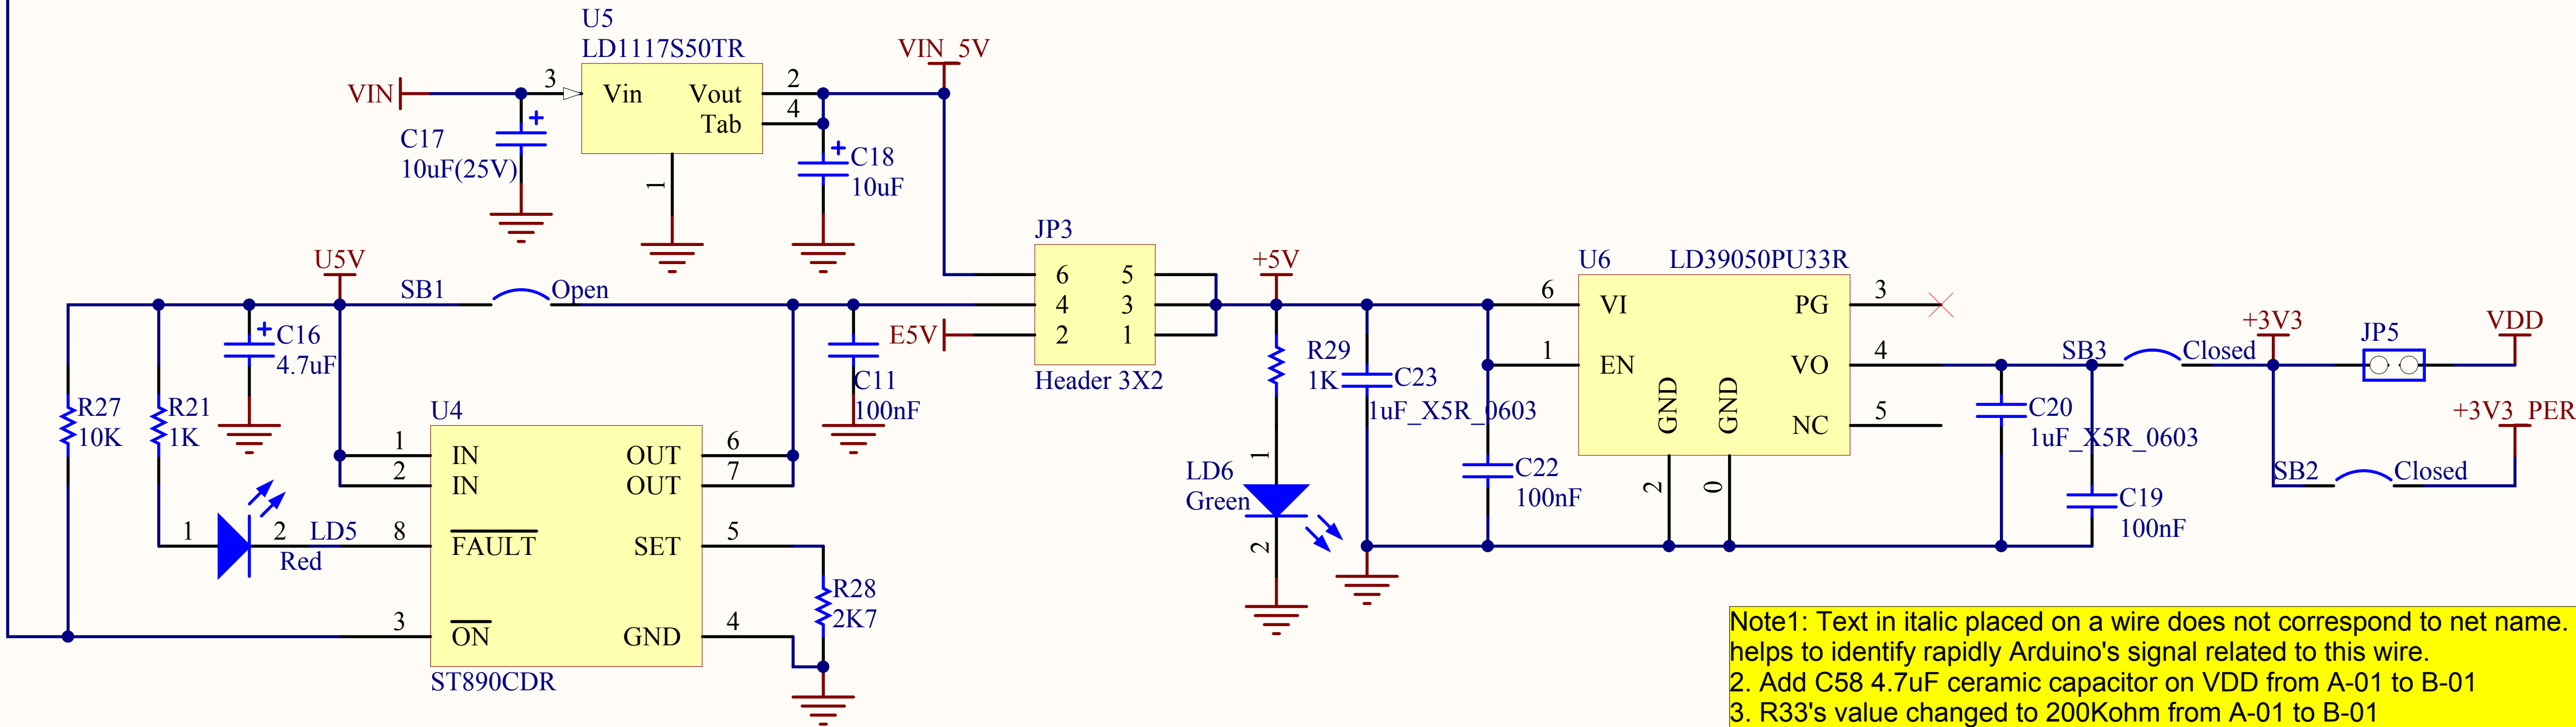 U5
LD1117S50TR
VIN
3
Vin
Vout
Tab
2
4
1
VIN_5V
C17
10uF(25V)
C18
10uF
U5V
SB1
Open
C16
4.7uF
R27
10K
R21
1K
1
2
LD5
Red
U4
1
IN
2
IN
8
FAULT
3
ON
OUT
6
OUT
7
SET
5
GND
4
ST890CDR
C11
100nF
R28
2K7
E5V
JP3
6
5
4
3
2
1
Header 3X2
+5V
R29
1K
LD6
Green
1
2
C23
1uF_X5R_0603
C22
100nF
U6
LD39050PU33R
6
VI
1
EN
GND
GND
2
0
PG
3
VO
4
NC
5
C20
1uF_X5R_0603
C19
100nF
SB3
Closed
+3V3
JP5
VDD
+3V3_PER
SB2
Closed
Note1: Text in italic placed on a wire does not correspond to net name.
helps to identify rapidly Arduino's signal related to this wire.
2. Add C58 4.7uF ceramic capacitor on VDD from A-01 to B-01
3. R33's value changed to 200Kohm from A-01 to B-01